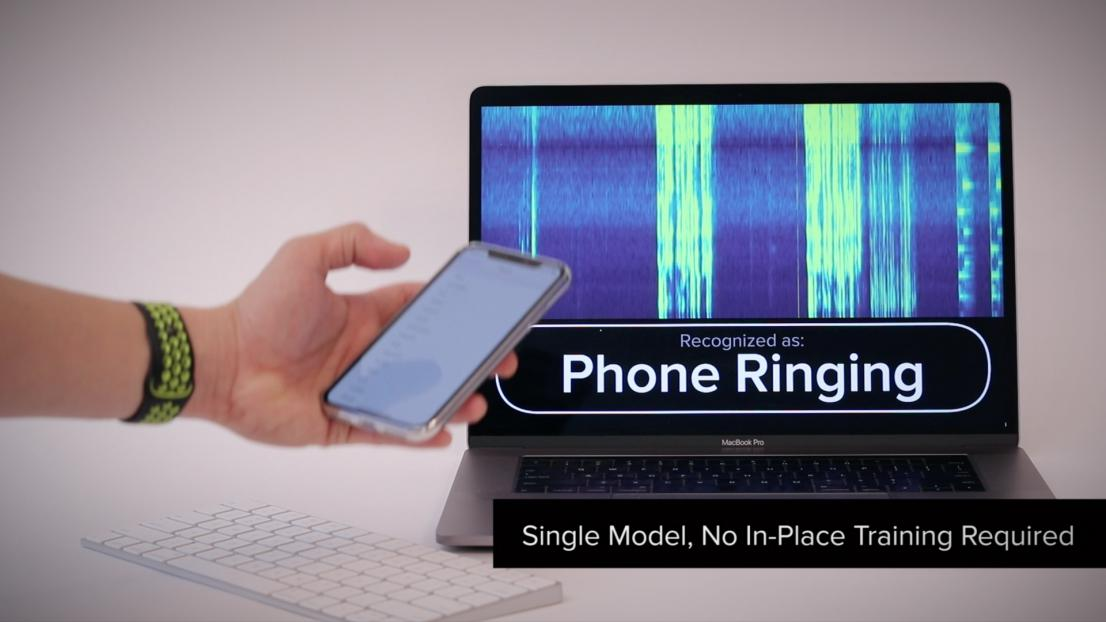 Recognized as:
Phone Ringing
MacBook Pro
Single Model, No In-Place Training Required